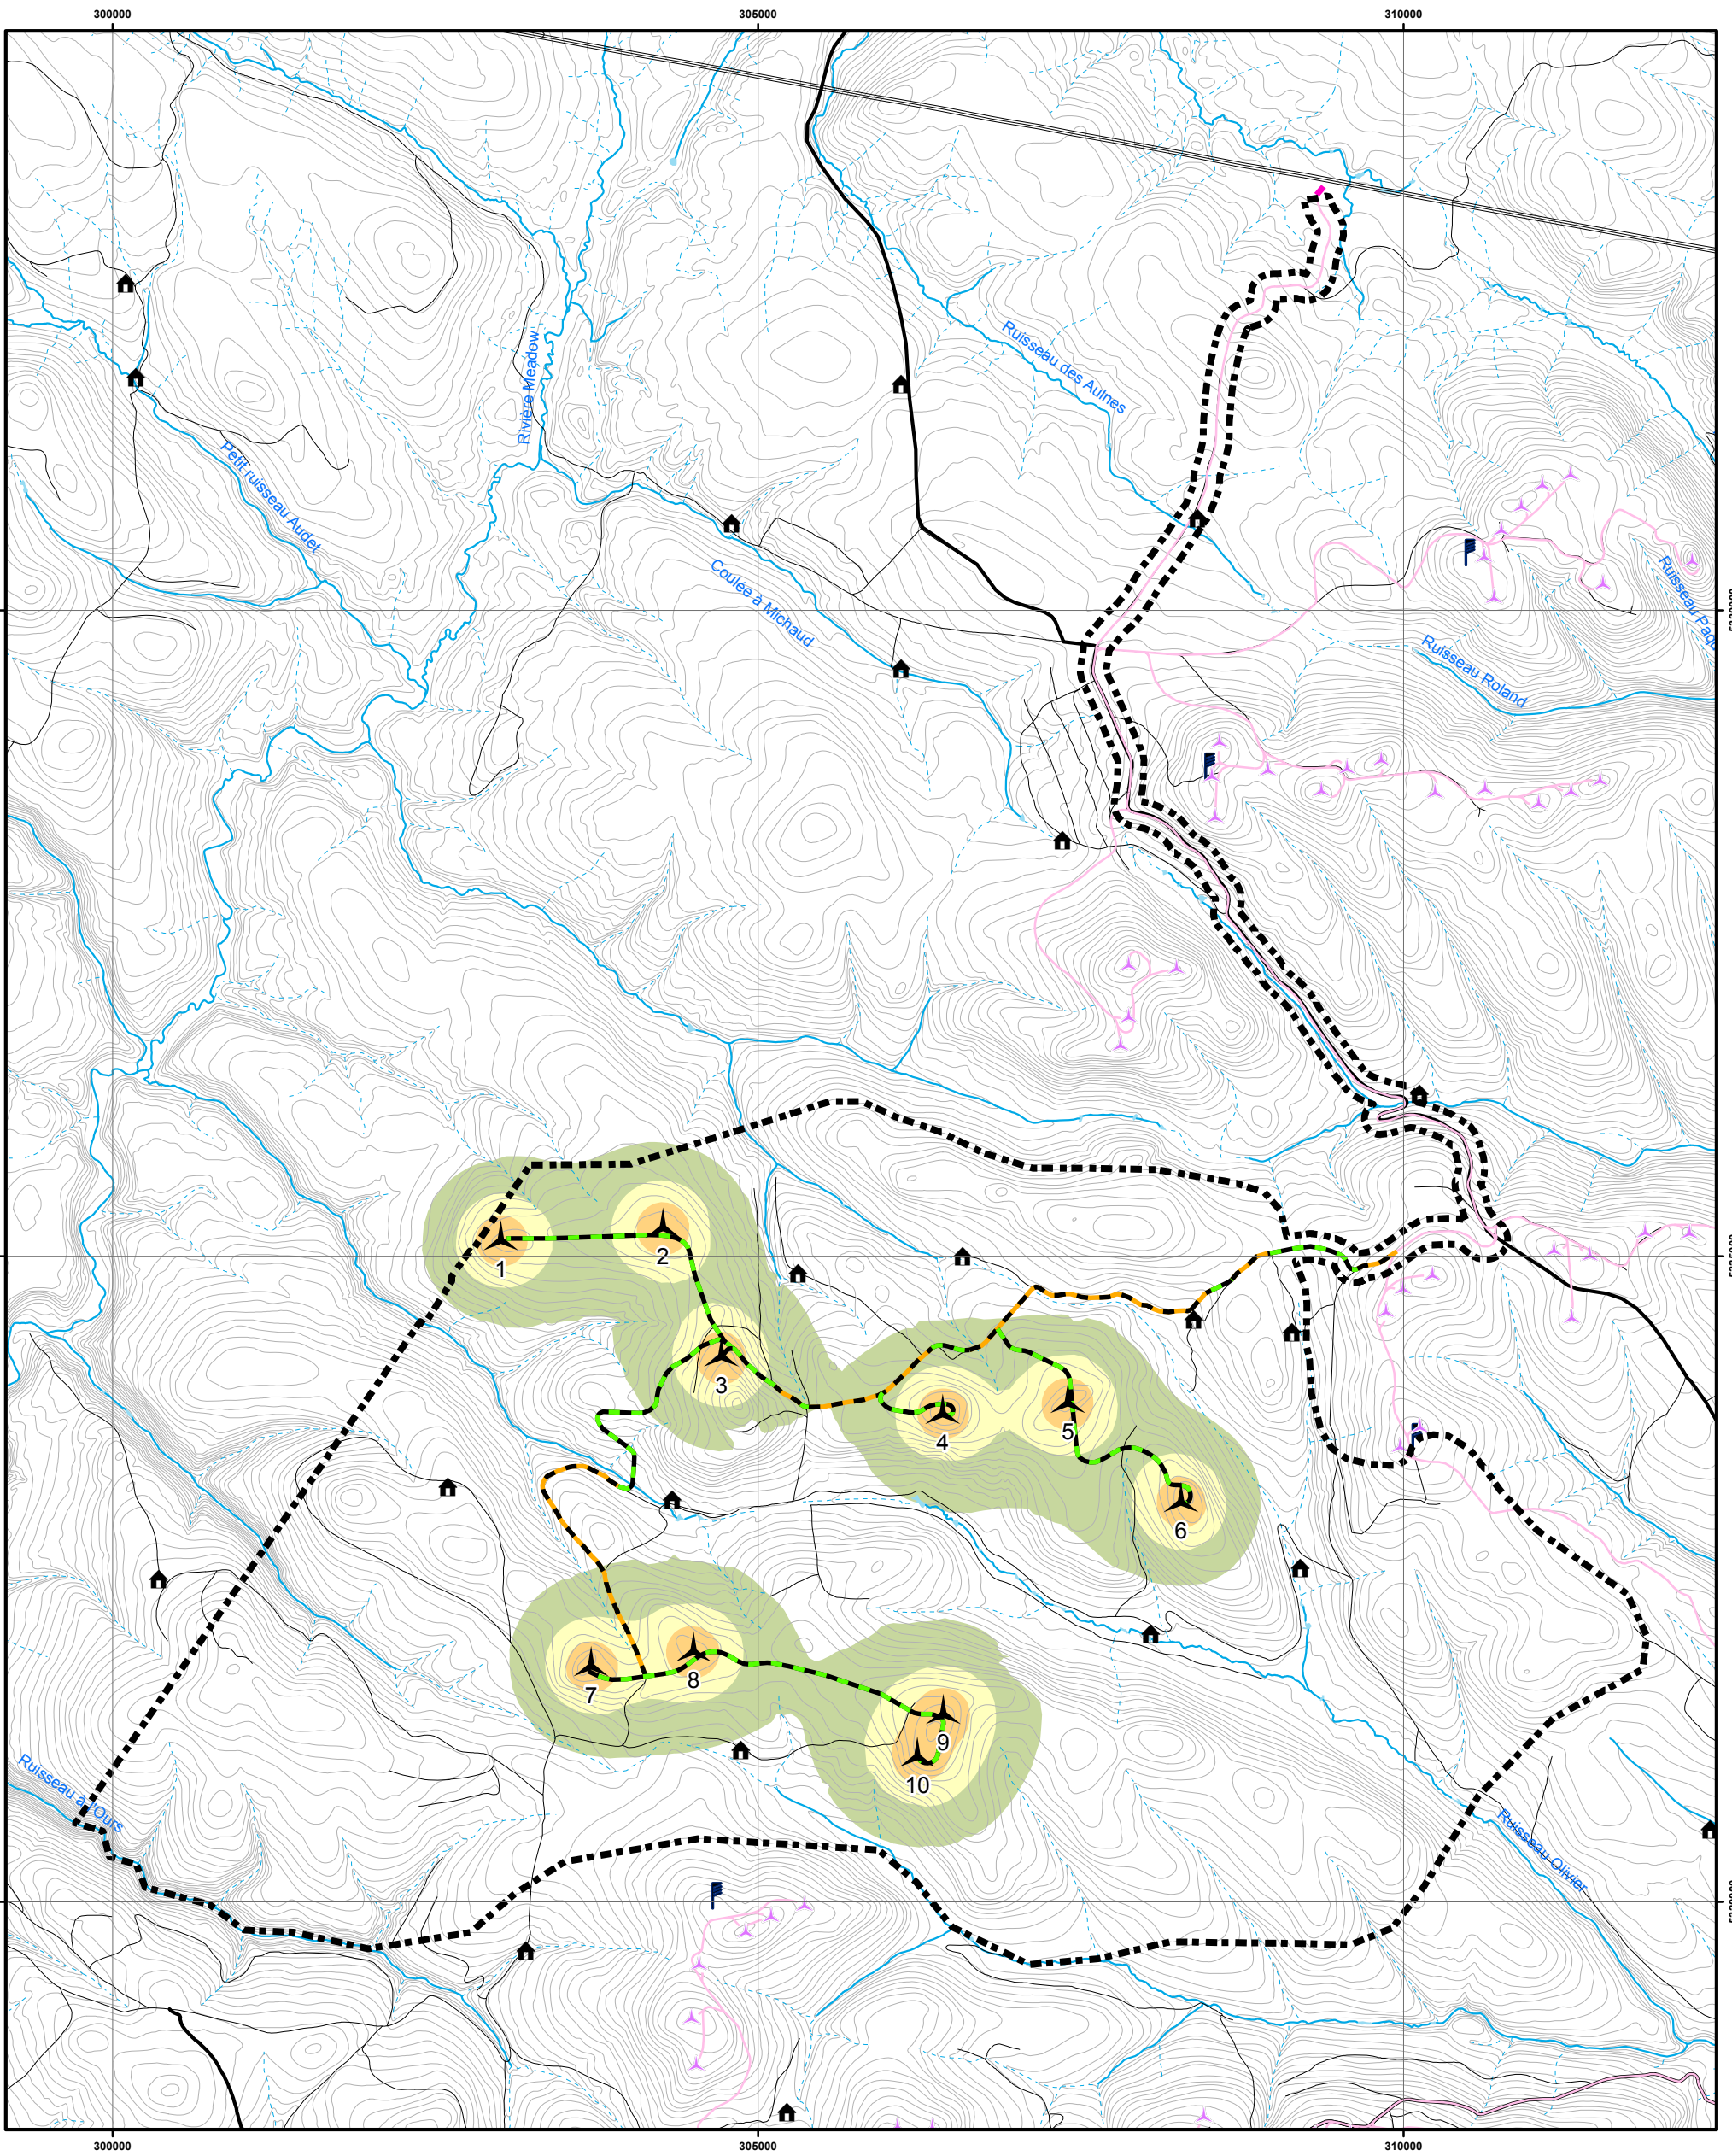 300000
305000
310000
Ruisseau des Aulnes
Rivière Meadow
Petit ruisseau Audet
Coulée à Michaud
Ruisseau
Ruisseau Roland
1
2
3
4
5
6
7
8
9
10
Ruisseau à l'Ours
Ruisseau Olivier
300000
305000
310000